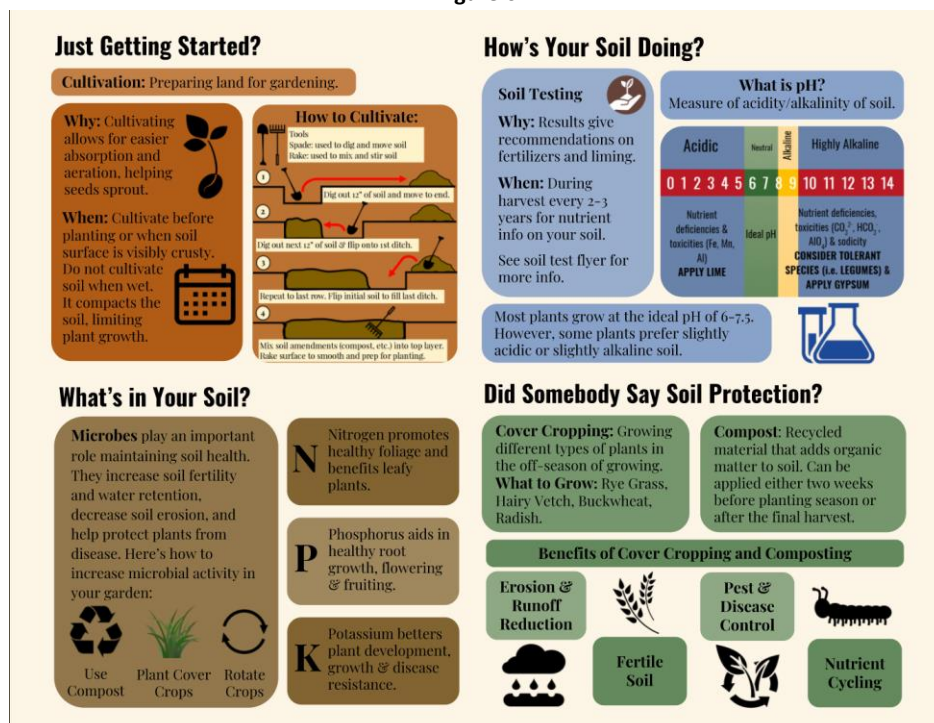 Just Getting Started?
Cultivation: Preparing land for gardening.
Why: Cultivating
allows for easier
absorption and
aeration, helping
seeds sprout.
When: Cultivate before
planting or when soil
surface is visibly crusty.
Do not cultivate
soil when wet.
It compacts the
soil, limiting
plant growth.
How to Cultivate:
Tools
Spade: used to dig and move soil
Rake: used to mix and stir soil
1
Dig out 12" of soil and move to end.
2
Dig out next 12" of soil & flip onto 1st ditch.
3
Repeat to last row. Flip initial soil to fill last ditch.
4
Mix soil amendments (compost, etc.) into top layer.
Rake surface to smooth and prep for planting.
How's Your Soil Doing?
Soil Testing
Why: Results give
recommendations on
fertilizers and liming.
When: During
harvest every 2-3
years for nutrient
info on your soil.
See soil test flyer for
more info.
What is pH?
Measure of acidity/alkalinity of soil.
Acidic
Neutral
Alkaline
Highly Alkaline
0 1 2 3 4 5 6 7 8 9 10 11 12 13 14
Nutrient
deficiencies &
toxicities (Fe, Mn,
Al)
APPLY LIME
Ideal pH
Nutrient deficiencies,
toxicities (CO₃²⁻, HCO₃⁻,
AlO₄) & sodicity
CONSIDER TOLERANT
SPECIES (i.e. LEGUMES) &
APPLY GYPSUM
Most plants grow at the ideal pH of 6-7.5.
However, some plants prefer slightly
acidic or slightly alkaline soil.
What's in Your Soil?
Microbes play an important
role maintaining soil health.
They increase soil fertility
and water retention,
decrease soil erosion, and
help protect plants from
disease. Here's how to
increase microbial activity in
your garden:
Use
Compost
Plant Cover
Crops
Rotate
Crops
N
Nitrogen promotes
healthy foliage and
benefits leafy
plants.
P
Phosphorus aids in
healthy root
growth, flowering
& fruiting.
K
Potassium betters
plant development,
growth & disease
resistance.
Did Somebody Say Soil Protection?
Cover Cropping: Growing
different types of plants in
the off-season of growing.
What to Grow: Rye Grass,
Hairy Vetch, Buckwheat,
Radish.
Compost: Recycled
material that adds organic
matter to soil. Can be
applied either two weeks
before planting season or
after the final harvest.
Benefits of Cover Cropping and Composting
Erosion &
Runoff
Reduction
Pest &
Disease
Control
Fertile
Soil
Nutrient
Cycling